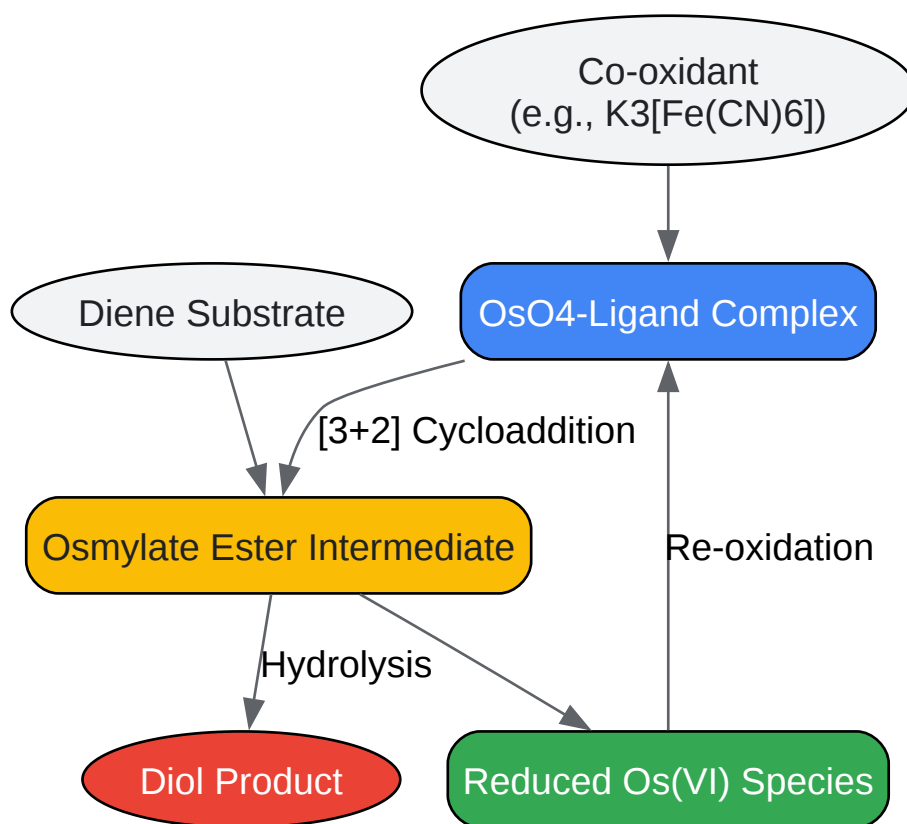 Co-oxidant
(e.g., K3[Fe(CN)6])
Diene Substrate
OsO4-Ligand Complex
[3+2] Cycloaddition
Osmylate Ester Intermediate
Re-oxidation
Hydrolysis
Diol Product
Reduced Os(VI) Species